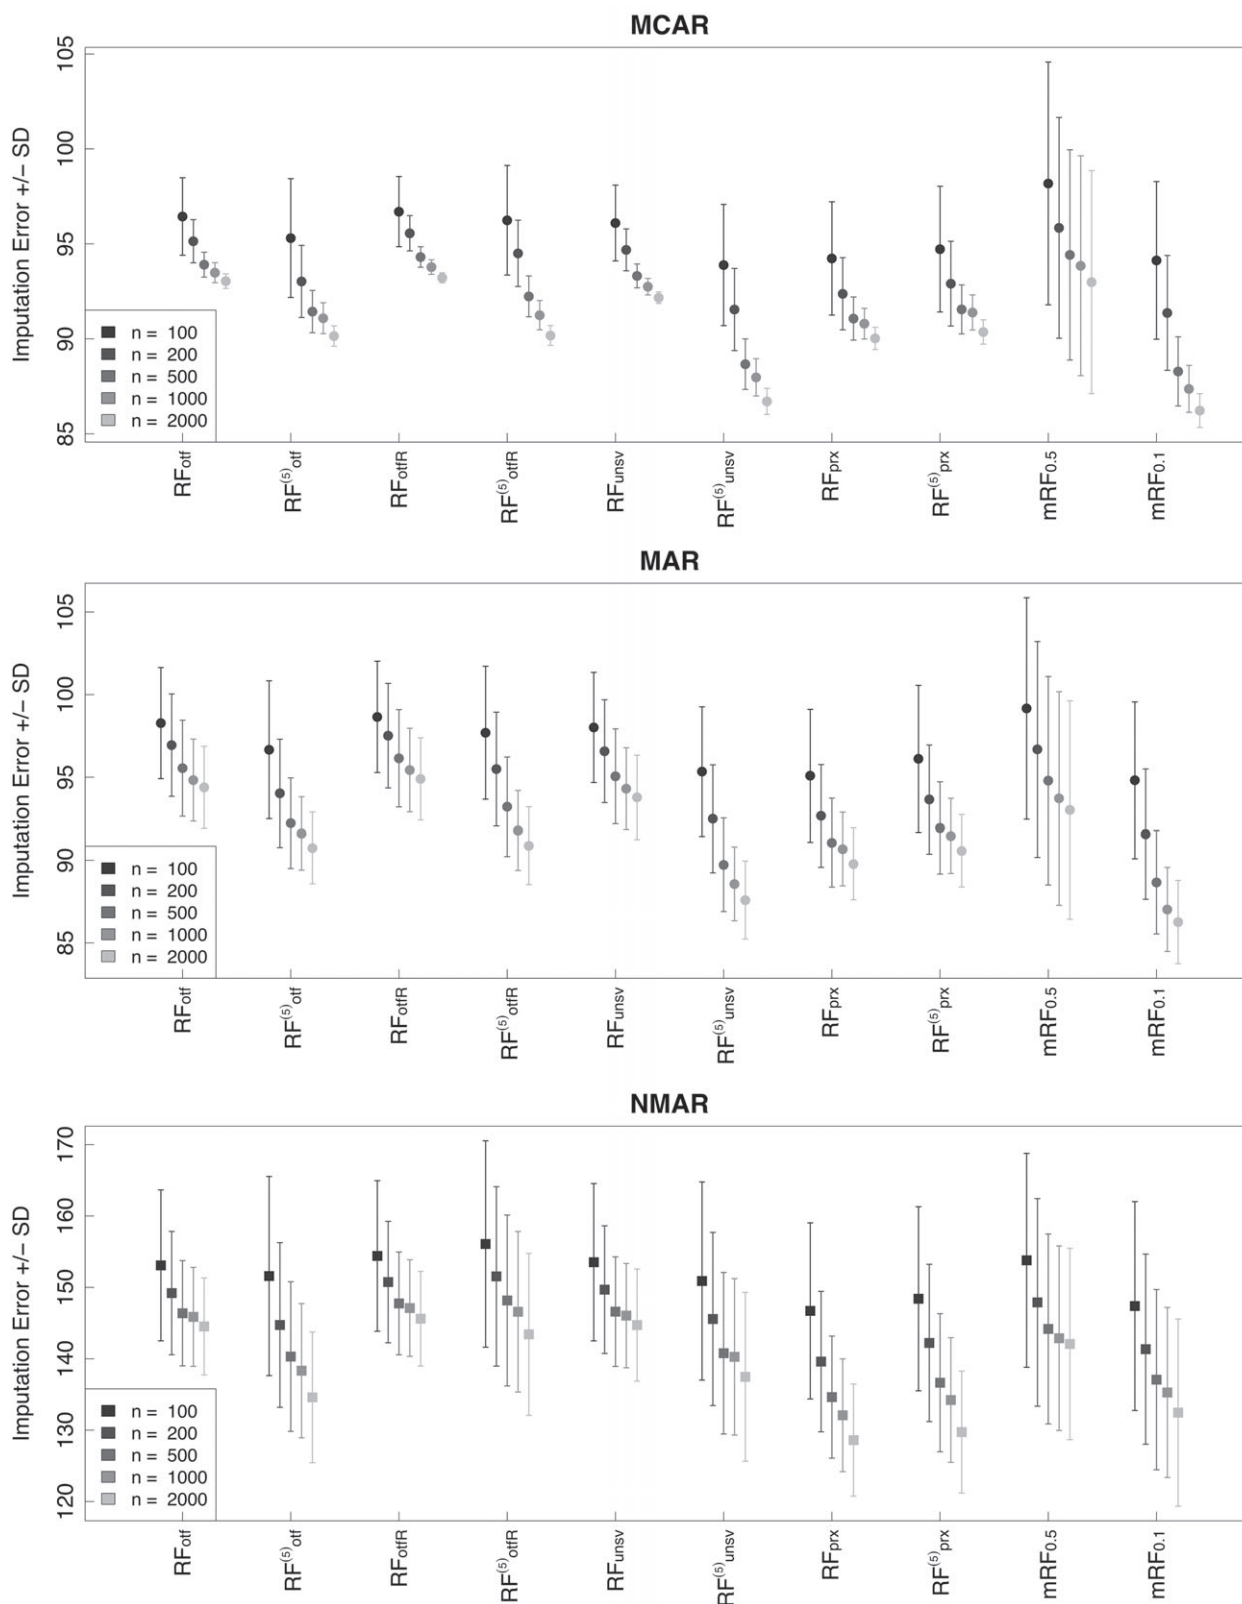 MCAR
Imputation Error +/− SD
105
100
95
90
85
n = 100
n = 200
n = 500
n = 1000
n = 2000
RFotf
RF(5)otf
RFotfR
RF(5)otfR
RFunsv
RF(5)unsv
RFprx
RF(5)prx
mRF0.5
mRF0.1
MAR
Imputation Error +/− SD
105
100
95
90
85
n = 100
n = 200
n = 500
n = 1000
n = 2000
RFotf
RF(5)otf
RFotfR
RF(5)otfR
RFunsv
RF(5)unsv
RFprx
RF(5)prx
mRF0.5
mRF0.1
NMAR
Imputation Error +/− SD
170
160
150
140
130
120
n = 100
n = 200
n = 500
n = 1000
n = 2000
RFotf
RF(5)otf
RFotfR
RF(5)otfR
RFunsv
RF(5)unsv
RFprx
RF(5)prx
mRF0.5
mRF0.1